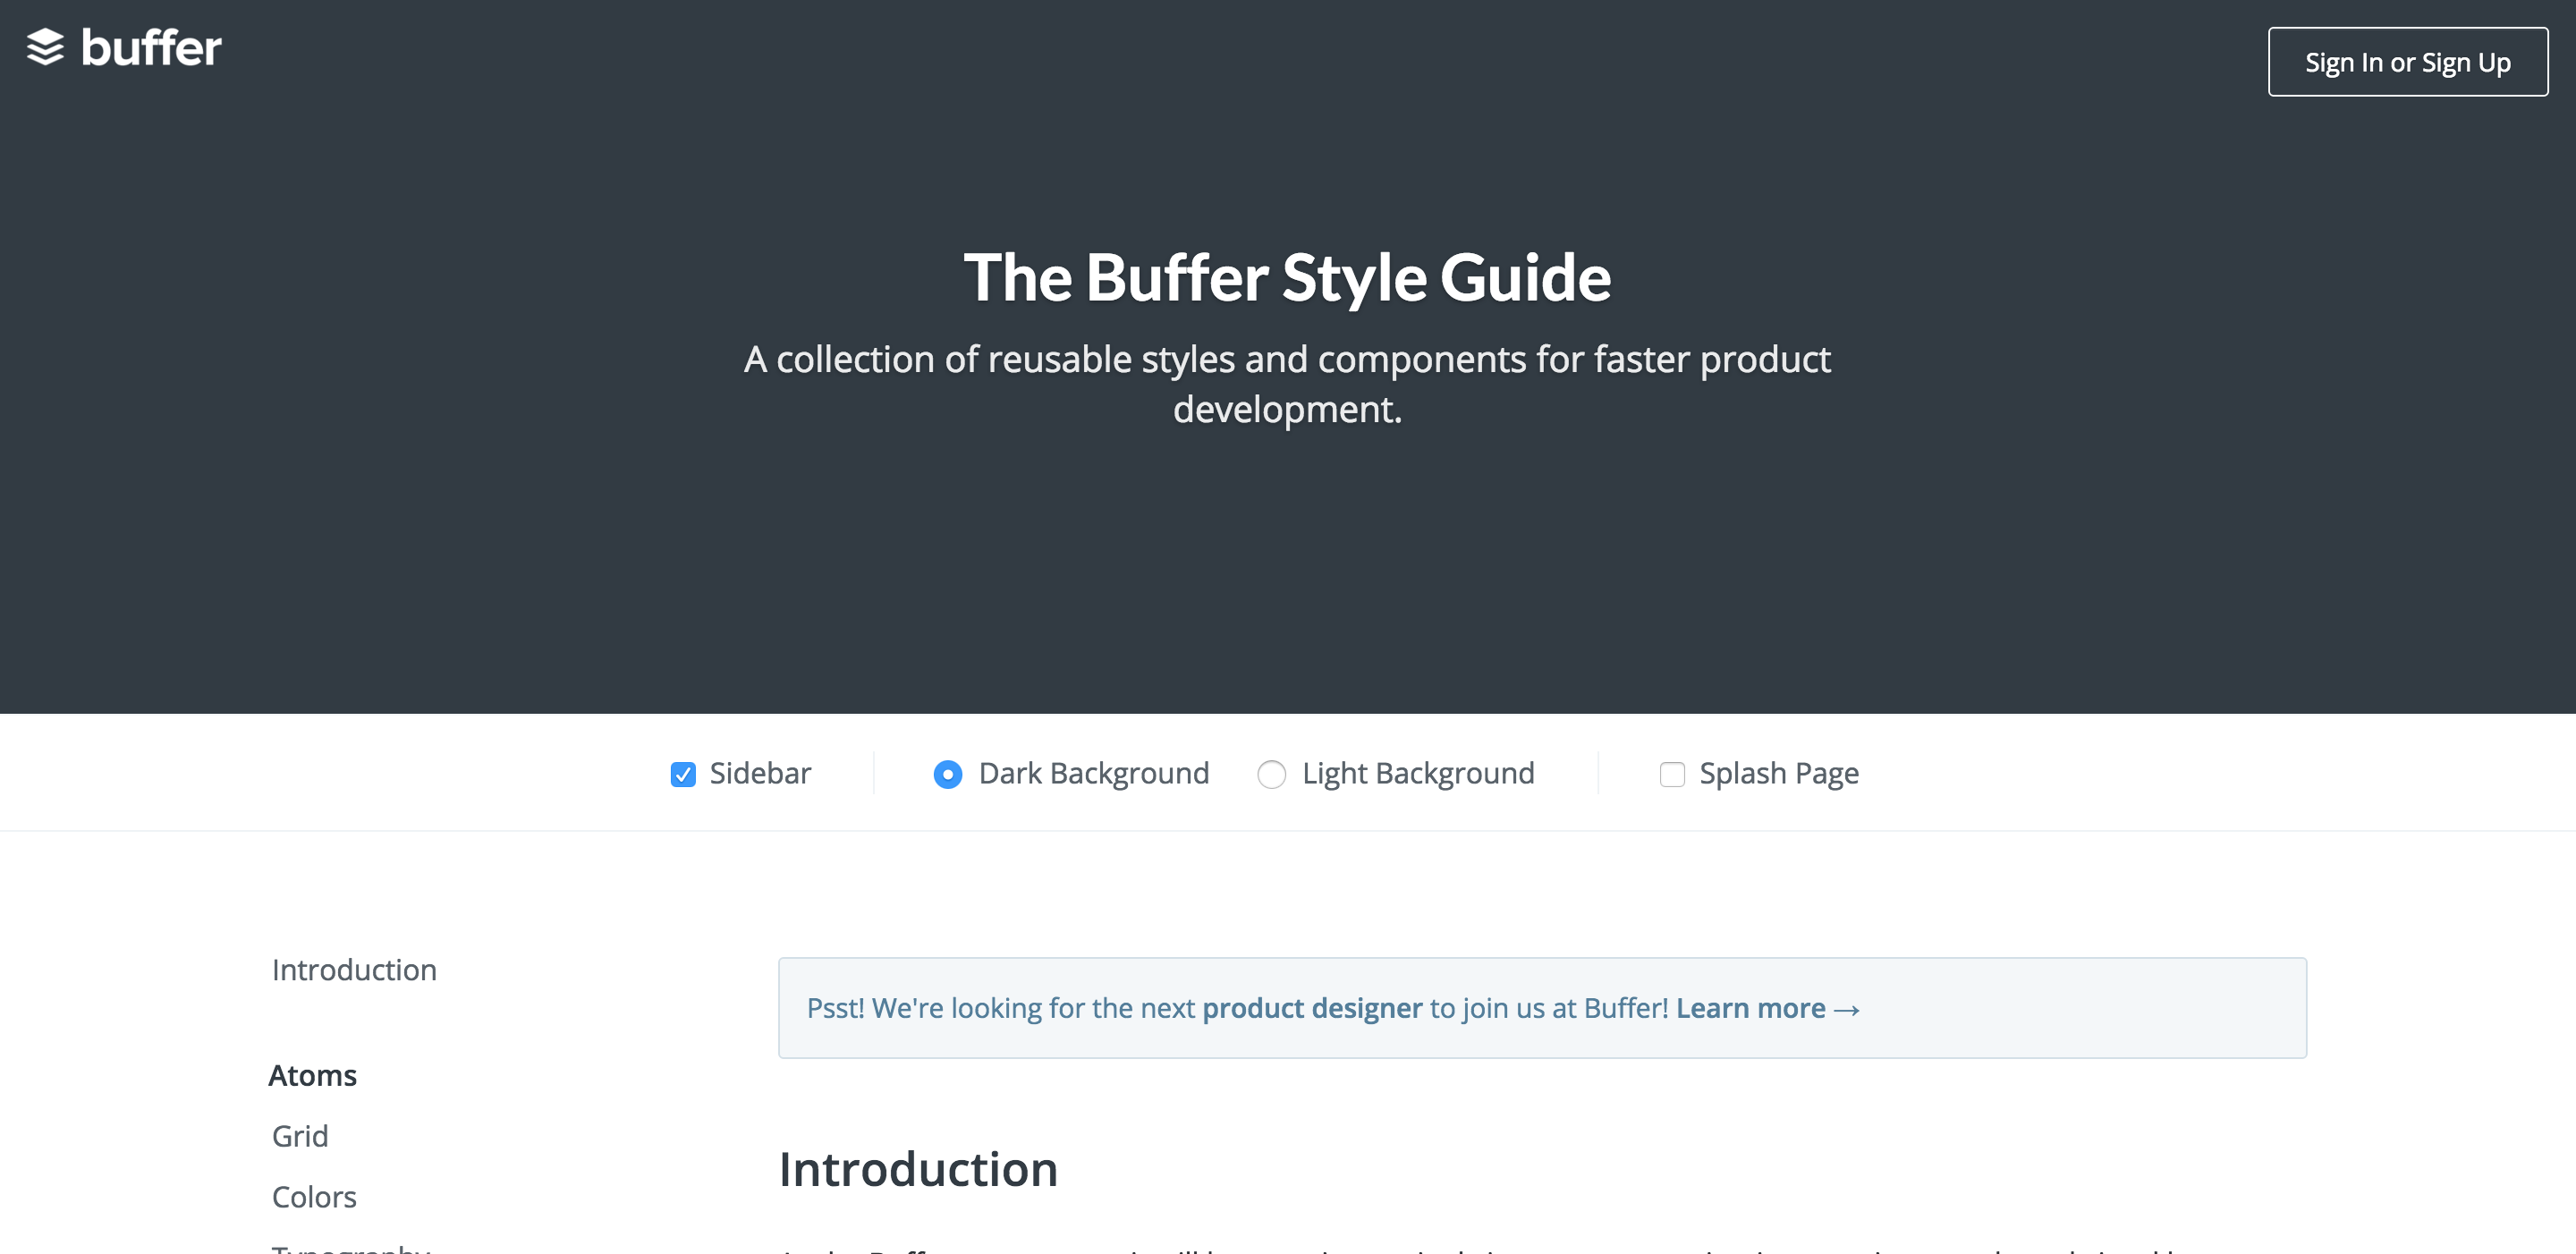 buffer
Sign In or Sign Up
The Buffer Style Guide
A collection of reusable styles and components for faster product
development.
Sidebar
Dark Background
Light Background
Splash Page
Introduction
Atoms
Grid
Colors
Typography
Psst! We're looking for the next product designer to join us at Buffer! Learn more →
Introduction